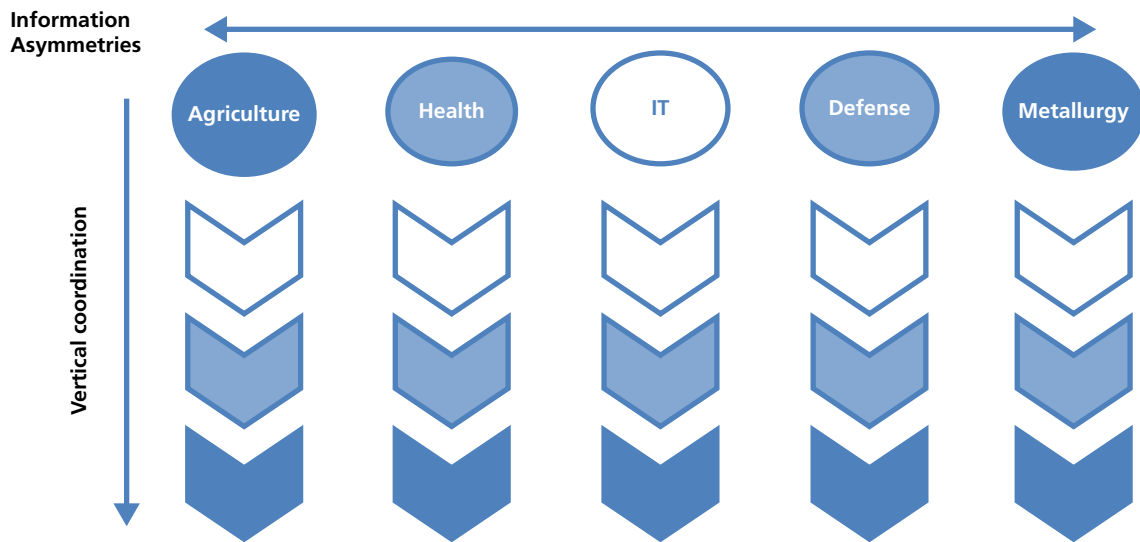 Information
Asymmetries
Agriculture
Health
IT
Defense
Metallurgy
Vertical coordination